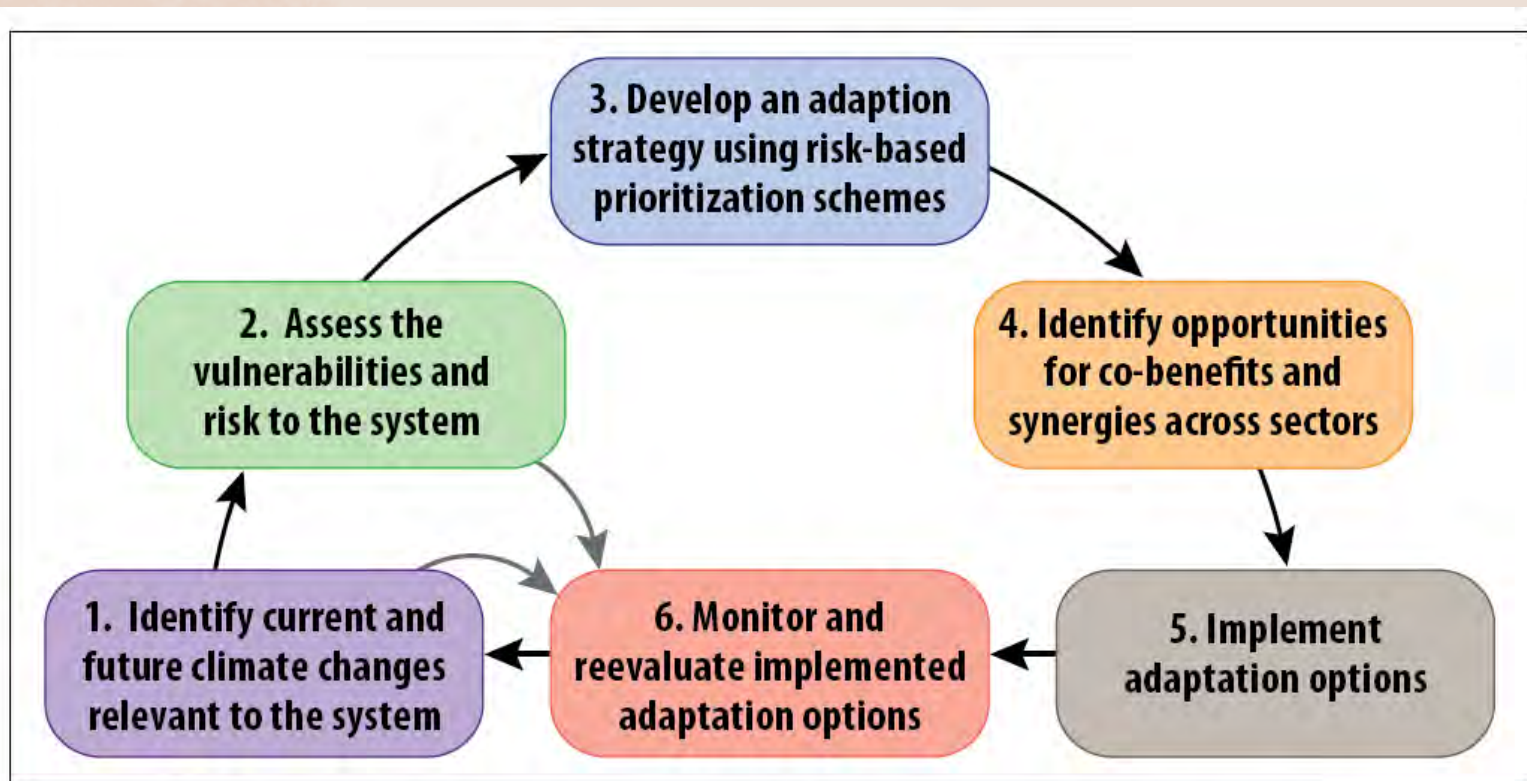 1. Identify current and
future climate changes
relevant to the system
2. Assess the
vulnerabilities and
risk to the system
3. Develop an adaption
strategy using risk-based
prioritization schemes
4. Identify opportunities
for co-benefits and
synergies across sectors
5. Implement
adaptation options
6. Monitor and
reevaluate implemented
adaptation options